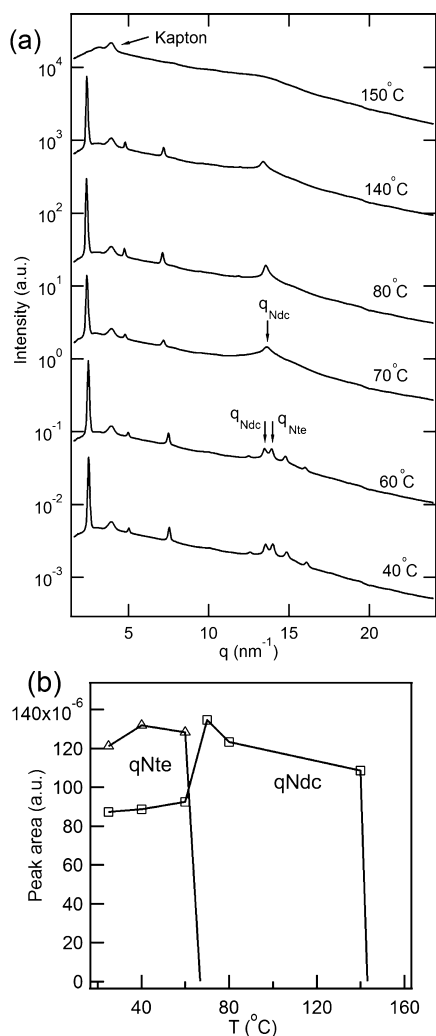 (a)
Kapton
10^4
150°C
10^3
140°C
10^2
80°C
10^1
q_Ndc
70°C
10^0
q_Ndc q_Nte
10^-1
60°C
10^-2
40°C
10^-3
Intensity (a.u.)
5 10 15 20
q (nm^-1)
(b)
140x10^-6
120
qNte qNdc
100
80
60
40
20
0
Peak area (a.u.)
40 80 120 160
T (°C)